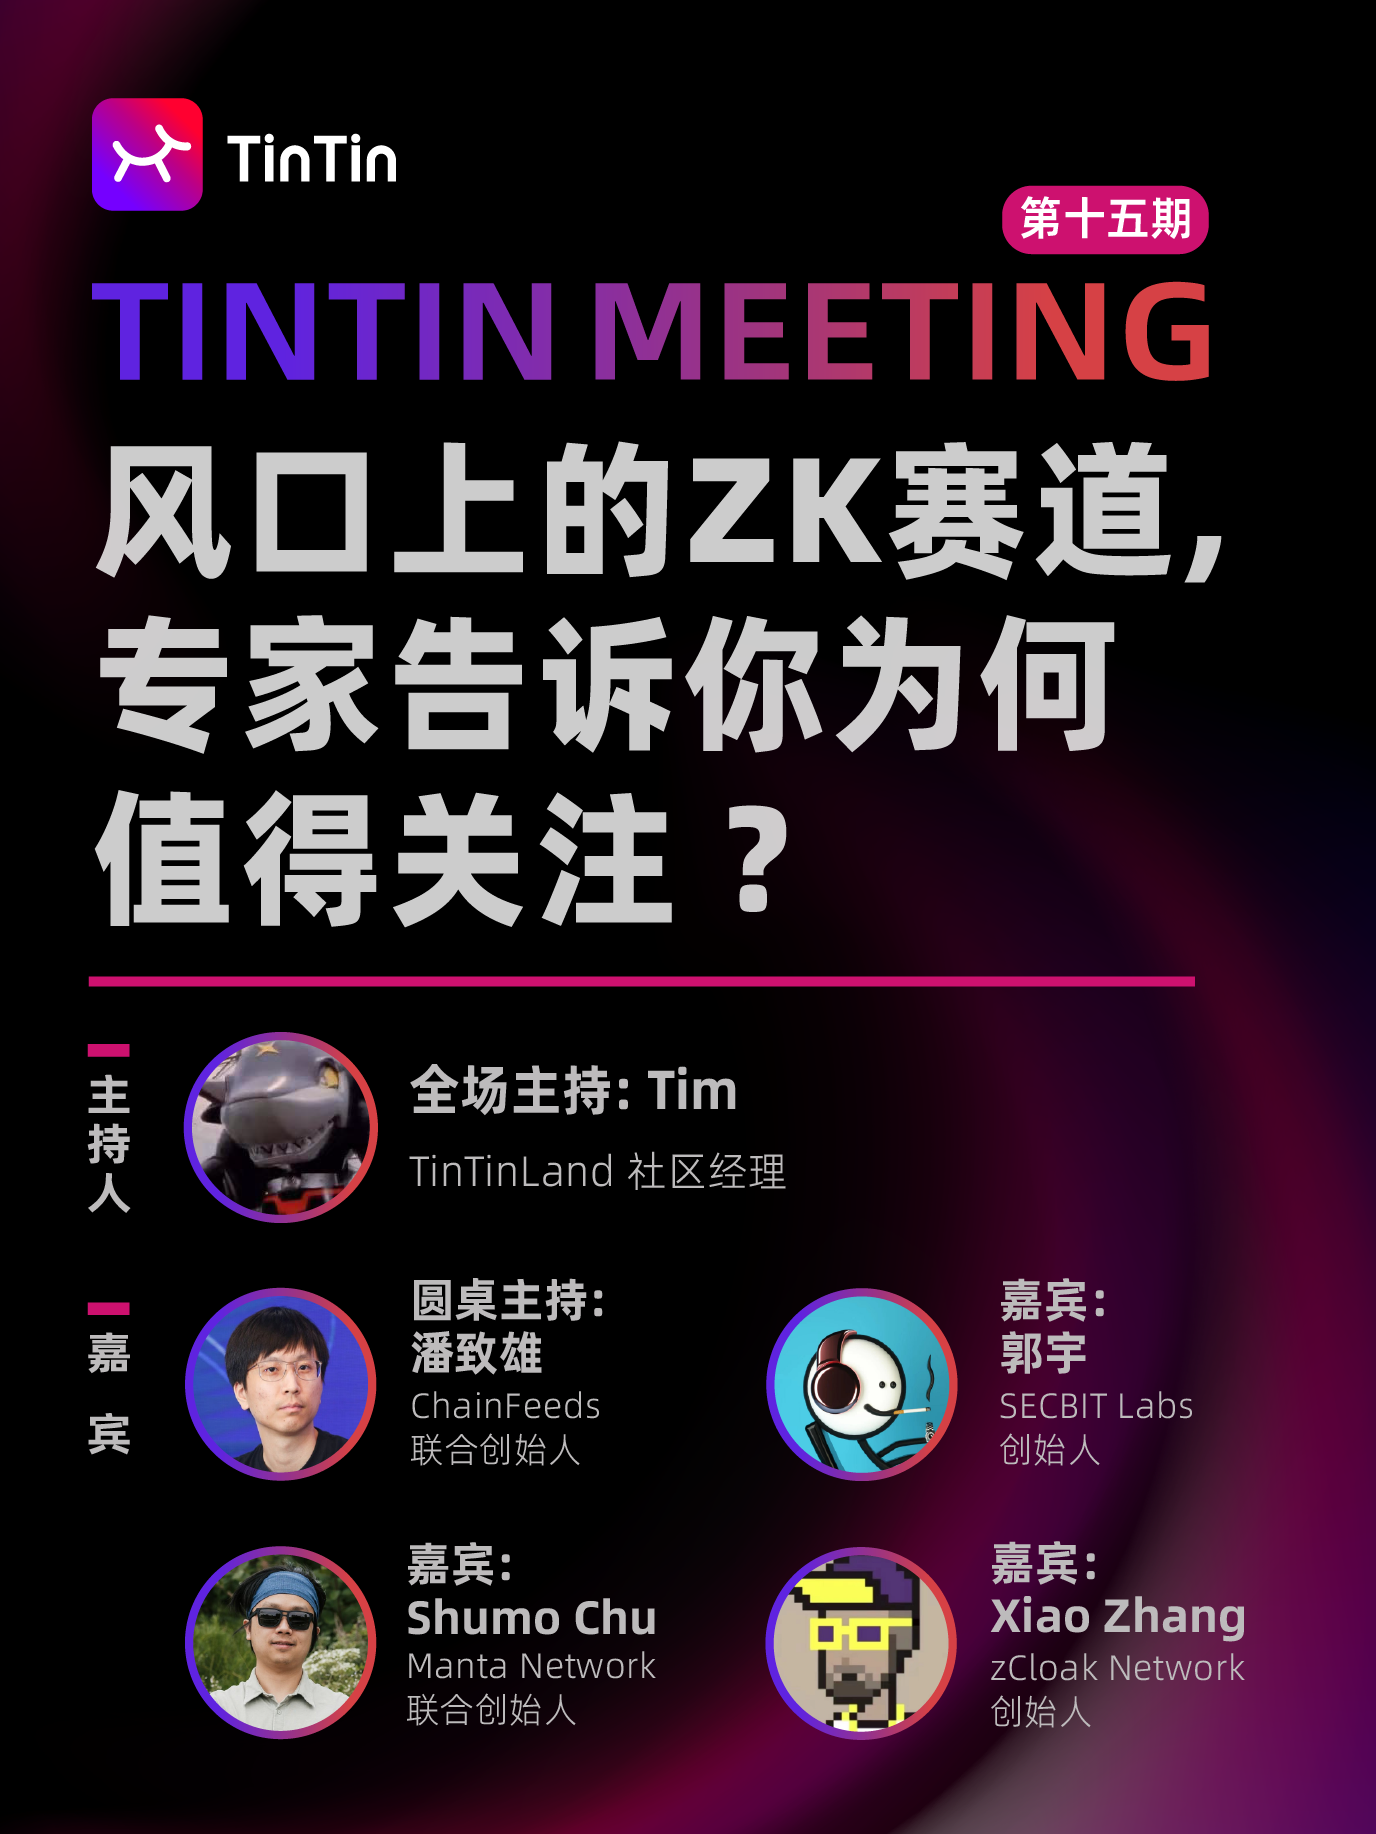 TinTin
第十五期
TINTIN MEETING
风口上的ZK赛道,
专家告诉你为何
值得关注？
主持人
全场主持: Tim
TinTinLand 社区经理
嘉宾
圆桌主持:
潘致雄
ChainFeeds
联合创始人
嘉宾:
郭宇
SECBIT Labs
创始人
嘉宾:
Shumo Chu
Manta Network
联合创始人
嘉宾:
Xiao Zhang
zCloak Network
创始人